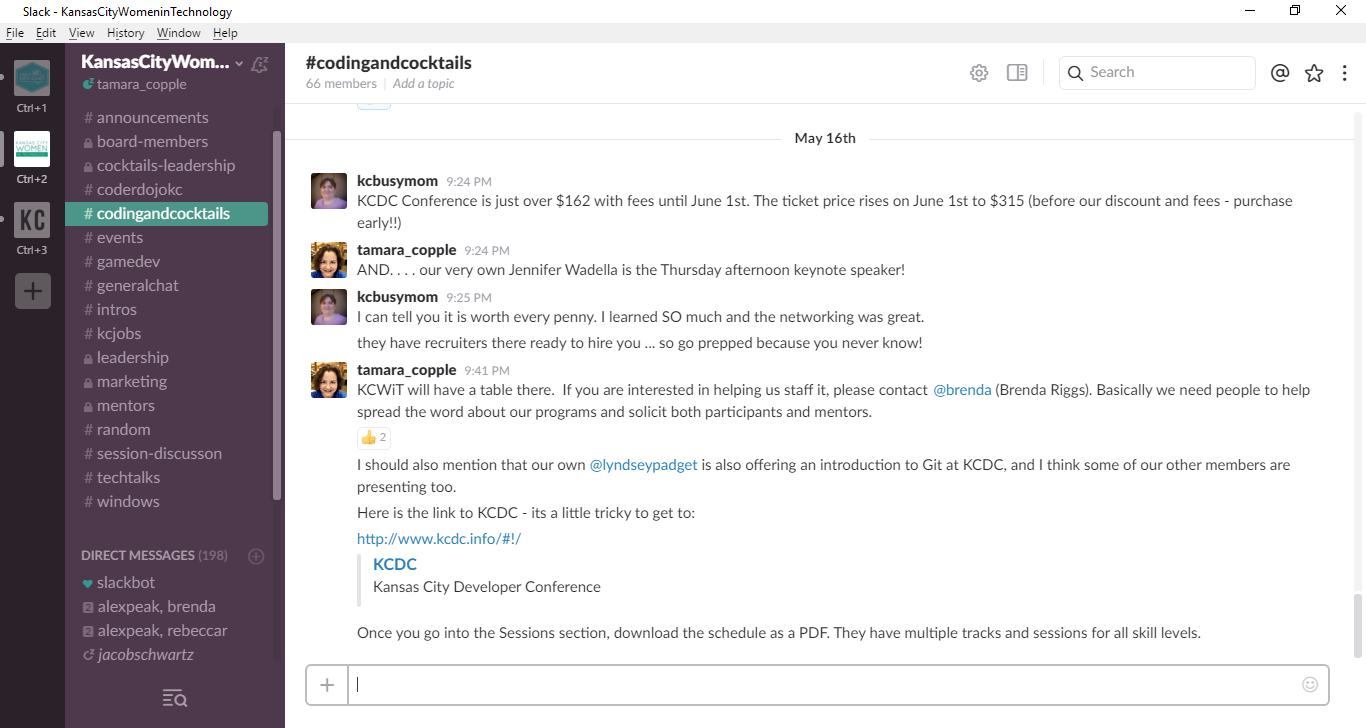 Slack - KansasCityWomeninTechnology
File Edit View History Window Help
Ctrl+1
KANSAS CITY
WOMEN
Ctrl+2
KC
Ctrl+3
+
KansasCityWom...
tamara_copple
# announcements
board-members
cocktails-leadership
# coderdojokc
# codingandcocktails
# events
# gamedev
# generalchat
# intros
# kcjobs
leadership
marketing
mentors
# random
# session-discusson
# techtalks
# windows
DIRECT MESSAGES (198)
slackbot
2 alexpeak, brenda
2 alexpeak, rebeccar
jacobschwartz
#codingandcocktails
66 members | Add a topic
Search
May 16th
kcbusymom 9:24 PM
KCDC Conference is just over $162 with fees until June 1st. The ticket price rises on June 1st to $315 (before our discount and fees - purchase
early!!)
tamara_copple 9:24 PM
AND. . . . our very own Jennifer Wadella is the Thursday afternoon keynote speaker!
kcbusymom 9:25 PM
I can tell you it is worth every penny. I learned SO much and the networking was great.
they have recruiters there ready to hire you ... so go prepped because you never know!
tamara_copple 9:41 PM
KCWiT will have a table there. If you are interested in helping us staff it, please contact @brenda (Brenda Riggs). Basically we need people to help
spread the word about our programs and solicit both participants and mentors.
👍 2
I should also mention that our own @lyndseypadget is also offering an introduction to Git at KCDC, and I think some of our other members are
presenting too.
Here is the link to KCDC - its a little tricky to get to:
http://www.kcdc.info/#!/
KCDC
Kansas City Developer Conference
Once you go into the Sessions section, download the schedule as a PDF. They have multiple tracks and sessions for all skill levels.
+